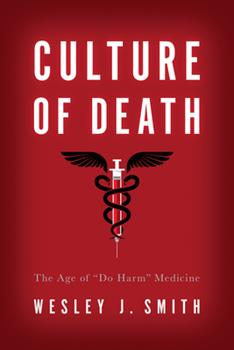 CULTURE
OF DEATH
The Age of “Do Harm” Medicine
WESLEY J. SMITH